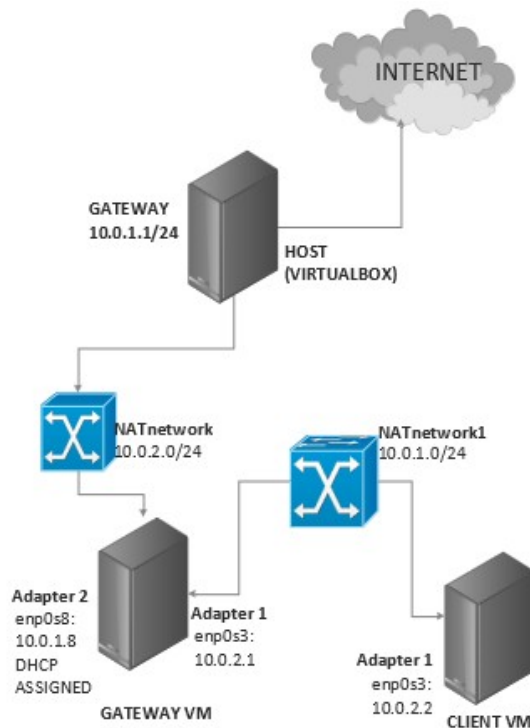 INTERNET
GATEWAY
10.0.1.1/24
HOST
(VIRTUALBOX)
NATnetwork
10.0.2.0/24
NATnetwork1
10.0.1.0/24
Adapter 2
enp0s8:
10.0.1.8
DHCP
ASSIGNED
Adapter 1
enp0s3:
10.0.2.1
GATEWAY VM
Adapter 1
enp0s3:
10.0.2.2
CLIENT VM